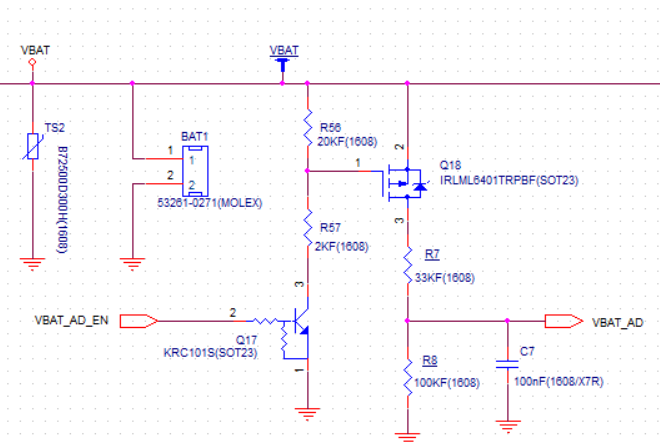 VBAT
VBAT
TS2
B72500D300H(1608)
BAT1
1
1
2
2
53261-0271(MOLEX)
R56
20KF(1608)
1
2
Q18
IRLML6401TRPBF(SOT23)
3
R57
2KF(1608)
R7
33KF(1608)
3
VBAT_AD_EN
2
Q17
KRC101S(SOT23)
1
VBAT_AD
R8
100KF(1608)
C7
100nF(1608/X7R)